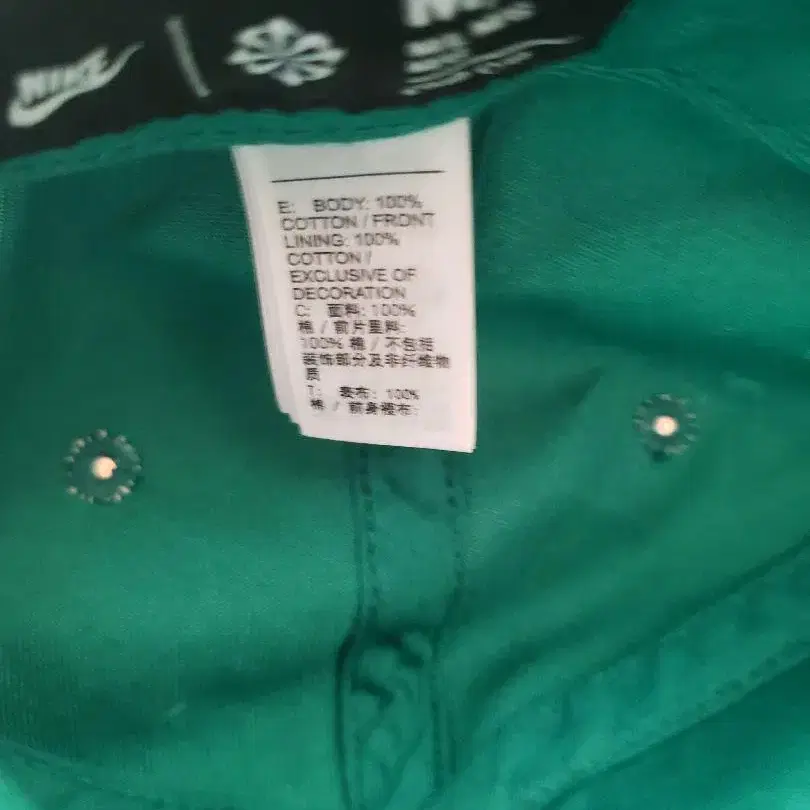 NIKE
E: BODY: 100%
COTTON / FRONT
LINING: 100%
COTTON /
EXCLUSIVE OF
DECORATION
C: 面料: 100%
棉 / 前片里料:
100% 棉 / 不包括
装饰部分及非纤维物
质
T: 表布: 100%
棉 / 前身裡布: